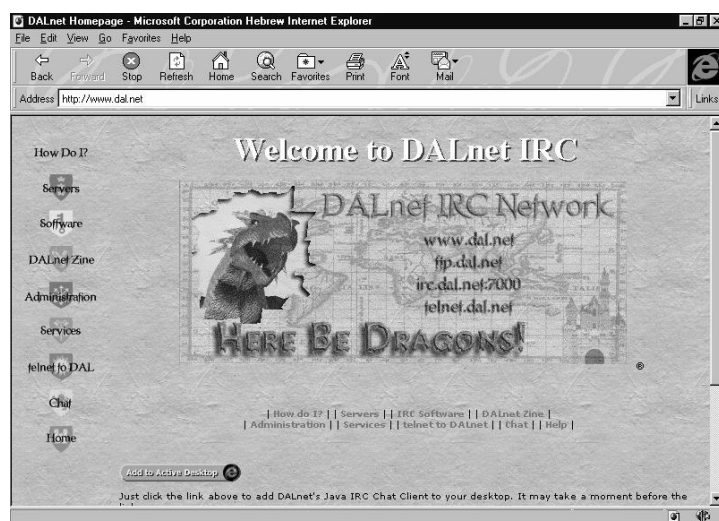 DALnet Homepage - Microsoft Corporation Hebrew Internet Explorer
File Edit View Go Favorites Help
Back Forward Stop Refresh Home Search Favorites Print Font Mail
Address http://www.dal.net Links
How Do I?
Servers
Software
DALnet Zine
Administration
Services
telnet to DAL
Chat
Home
Welcome to DALnet IRC
DALnet IRC Network
www.dal.net
ftp.dal.net
irc.dal.net:7000
telnet.dal.net
HERE BE DRAGONS!
®
| How do I? | | Servers | | IRC Software | | DALnet Zine |
| Administration | | Services | | telnet to DALnet | | Chat | | Help |
Add to Active Desktop
Just click the link above to add DALnet's Java IRC Chat Client to your desktop. It may take a moment before the